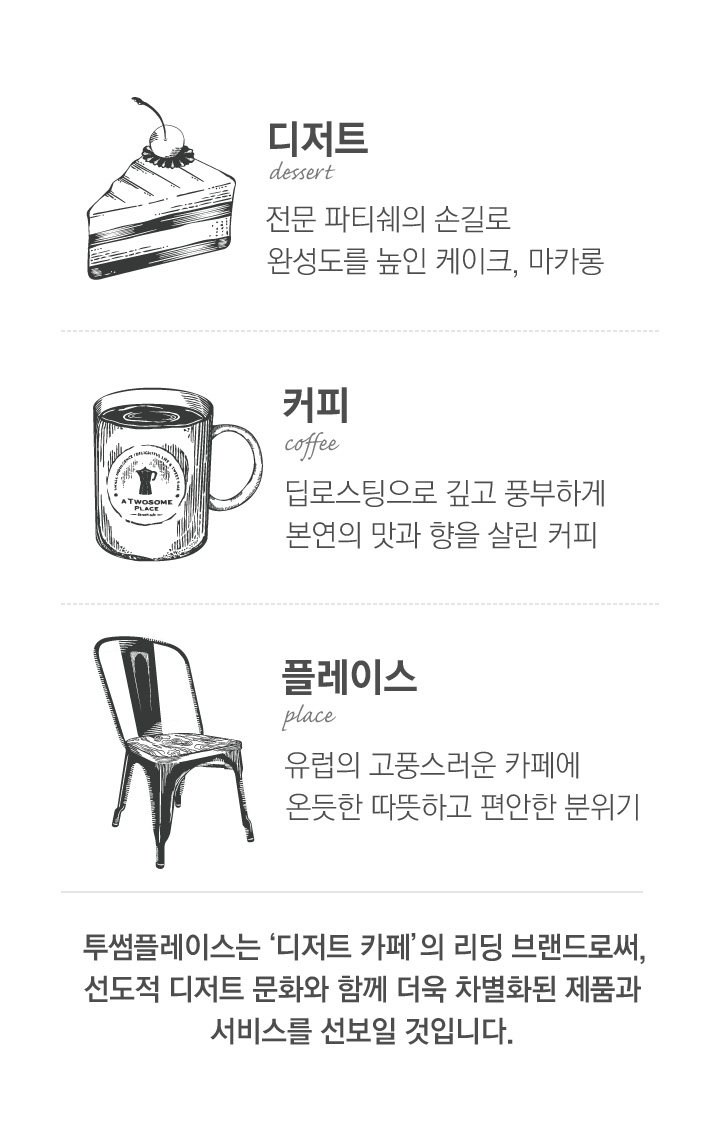 디저트
dessert
전문 파티쉐의 손길로
완성도를 높인 케이크, 마카롱
커피
coffee
A TWOSOME
PLACE
딥로스팅으로 깊고 풍부하게
본연의 맛과 향을 살린 커피
플레이스
place
유럽의 고풍스러운 카페에
온듯한 따뜻하고 편안한 분위기
투썸플레이스는 ‘디저트 카페’의 리딩 브랜드로써,
선도적 디저트 문화와 함께 더욱 차별화된 제품과
서비스를 선보일 것입니다.